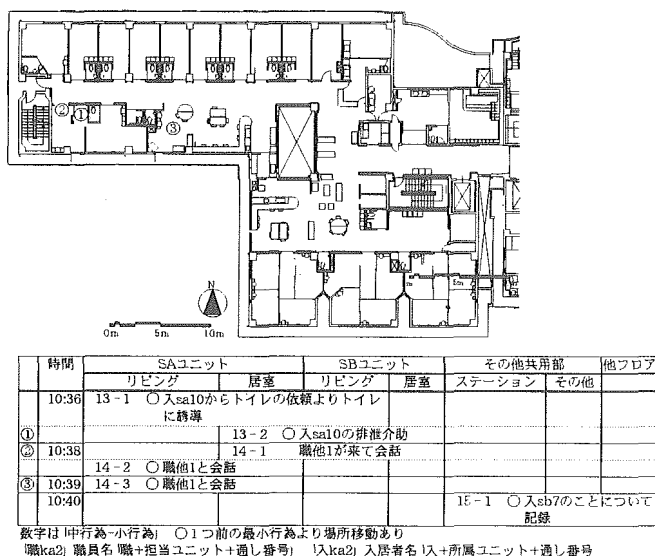 ②
①
③
N
0m 5m 10m
時間 SAユニット SBユニット その他共用部 他フロア
リビング 居室 リビング 居室 ステーション その他
10:36 13-1 ○入sa10からトイレの依頼よりトイレ
に誘導
① 13-2 ○入sa10の排泄介助
② 10:38 14-1 職他1が来て会話
14-2 ○職他1と会話
③ 10:39 14-3 ○職他1と会話
10:40 15-1 ○入sb7のことについて
記録
数字は「中行為-小行為」 ○1つ前の最小行為より場所移動あり
「職ka2」職員名「職+担当ユニット+通し番号」 「入ka2」入居者名「入+所属ユニット+通し番号